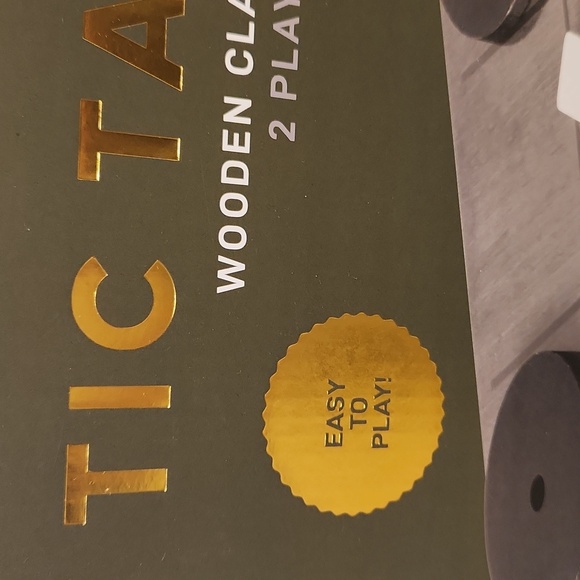 TIC TA
WOODEN CLA
2 PLAY
EASY
TO
PLAY!